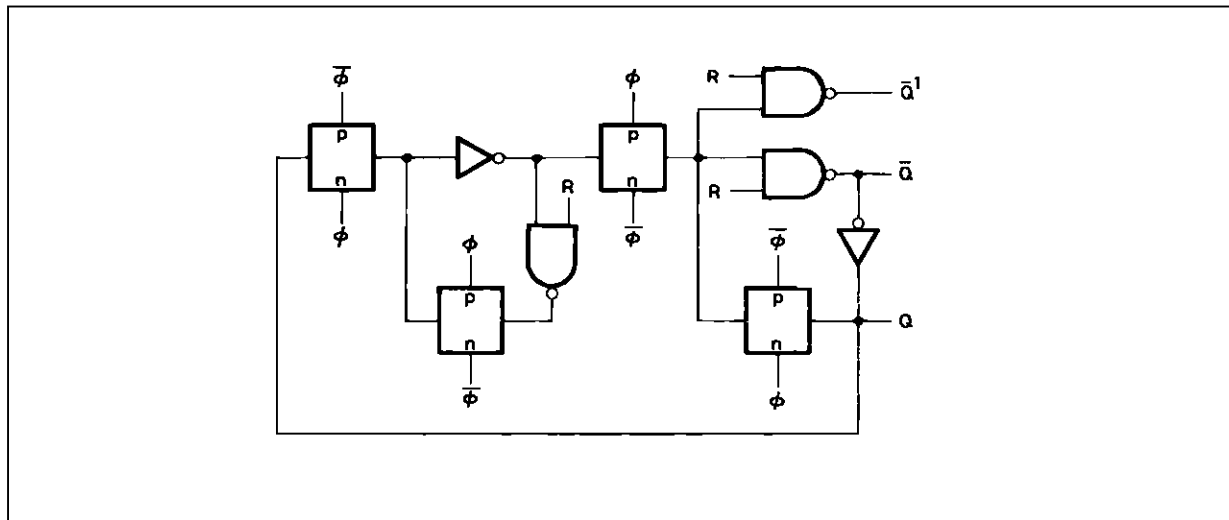 φ̅ φ R Q̅¹
p p
n n R Q̅
φ φ R φ̅ φ̅
p p Q
n n
φ̅ φ